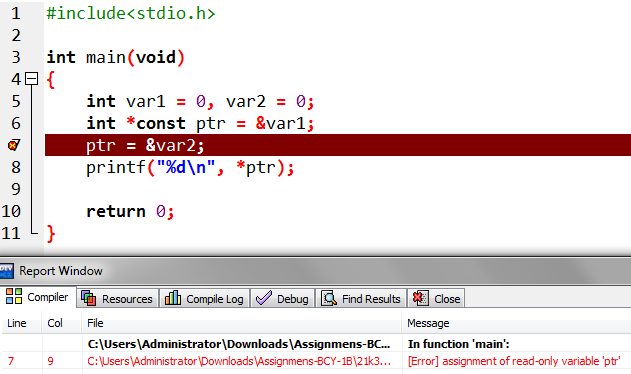 1 #include<stdio.h>
2
3 int main(void)
4 {
5 int var1 = 0, var2 = 0;
6 int *const ptr = &var1;
ptr = &var2;
8 printf("%d\n", *ptr);
9
10 return 0;
11 }
DEV Report Window
Compiler Resources Compile Log Debug Find Results Close
Line Col File Message
C:\Users\Administrator\Downloads\Assignmens-BC... In function 'main':
7 9 C:\Users\Administrator\Downloads\Assignmens-BCY-1B\21k3... [Error] assignment of read-only variable 'ptr'